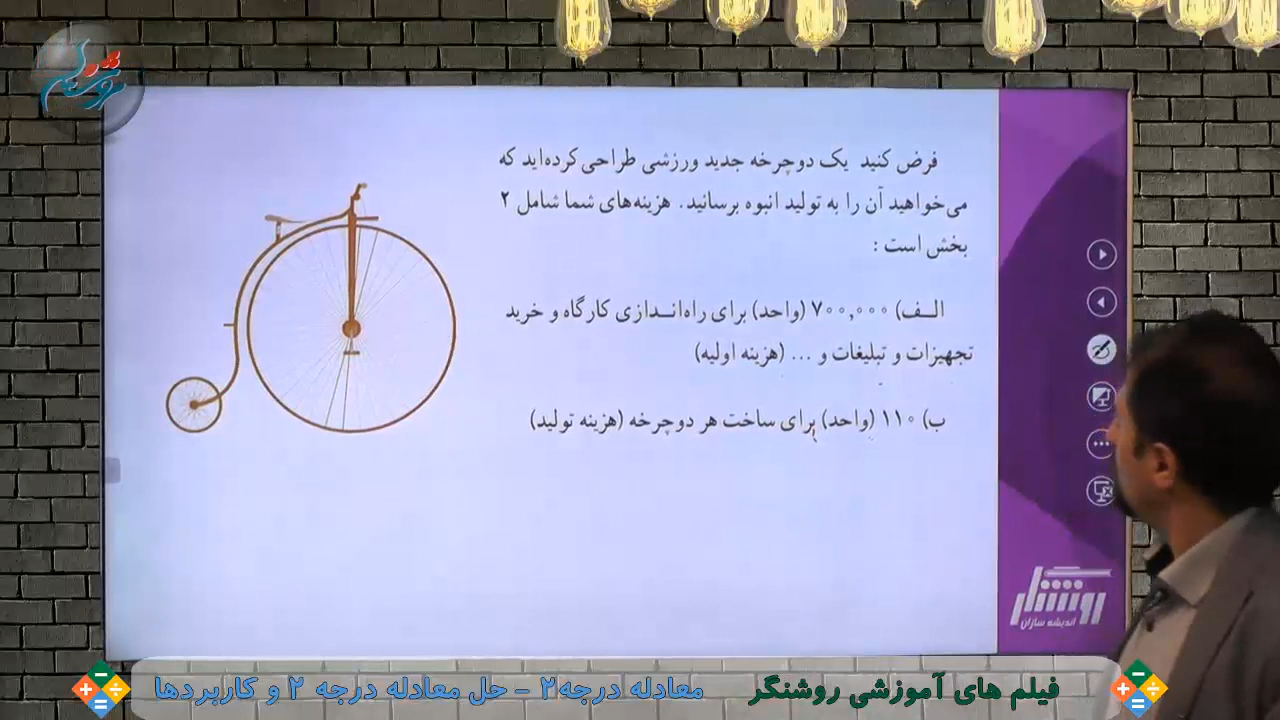 فرض کنید یک دوچرخه جدید ورزشی طراحی‌کرده‌اید که
می‌خواهید آن را به تولید انبوه برسانید. هزینه‌های شما شامل ۲
بخش است :
الـف) ۷۰۰,۰۰۰ (واحد) برای راه‌انـدازی کارگاه و خرید
تجهیزات و تبلیغات و ... (هزینه اولیه)
ب) ۱۱۰ (واحد) برای ساخت هر دوچرخه (هزینه تولید)
روشنگر
اندیشه سازان
فیلم های آموزشی روشنگر
معادله درجه۲ – حل معادله درجه ۲ و کاربردها